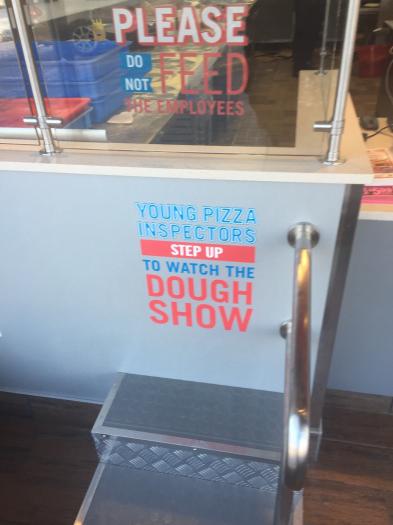 PLEASE
DO
NOT
FEED
THE EMPLOYEES
YOUNG PIZZA
INSPECTORS
STEP UP
TO WATCH THE
DOUGH
SHOW